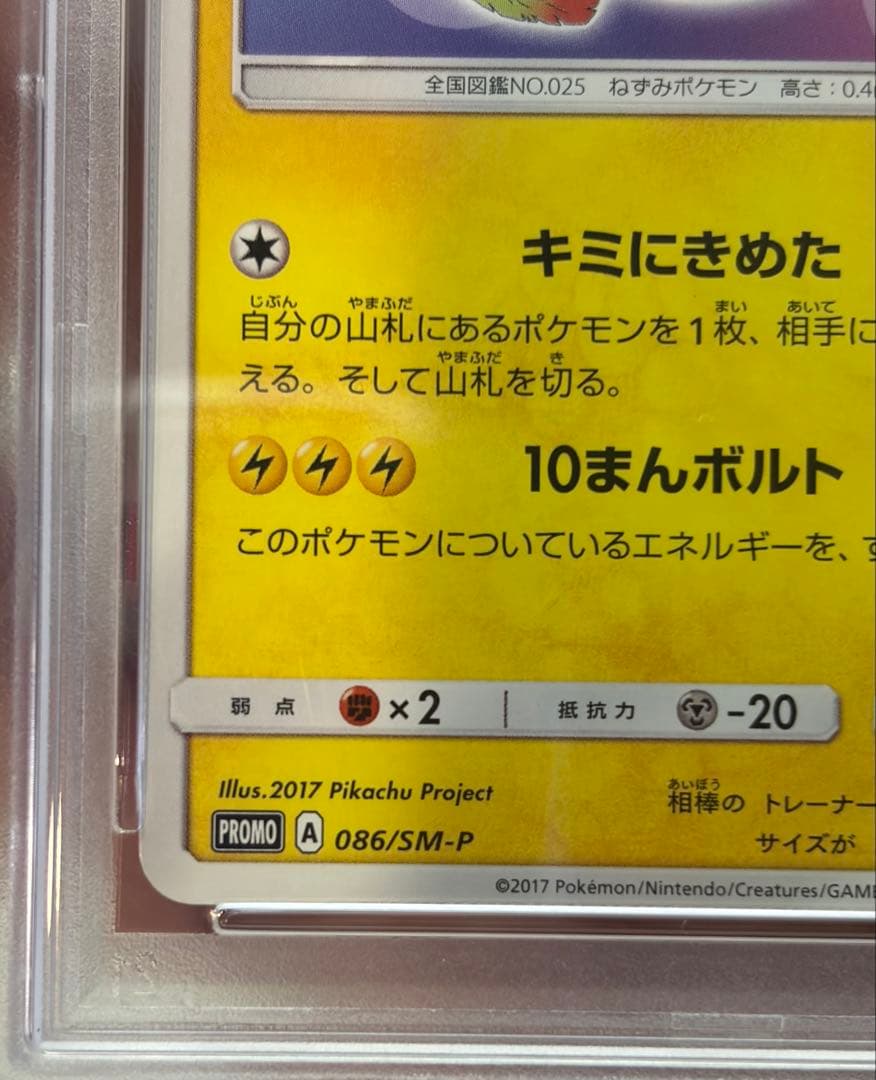 全国図鑑NO.025 ねずみポケモン 高さ：0.4
キミにきめた
じぶん やまふだ まい あいて
自分の山札にあるポケモンを1枚、相手に
やまふだ き
える。そして山札を切る。
10まんボルト
このポケモンについているエネルギーを、
弱点 ×2 抵抗力 -20
Illus.2017 Pikachu Project
あいぼう
相棒の トレーナー
PROMO A 086/SM-P
サイズが
©2017 Pokémon/Nintendo/Creatures/GAME